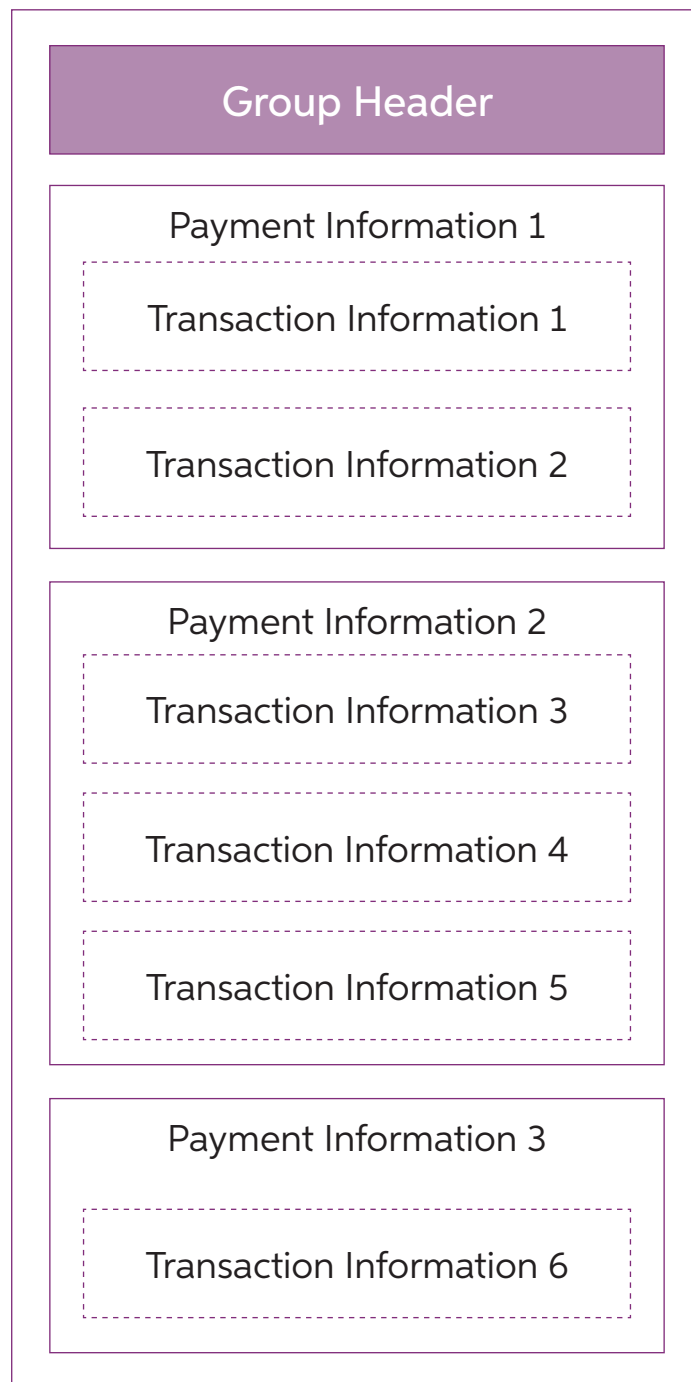 Group Header
Payment Information 1
Transaction Information 1
Transaction Information 2
Payment Information 2
Transaction Information 3
Transaction Information 4
Transaction Information 5
Payment Information 3
Transaction Information 6